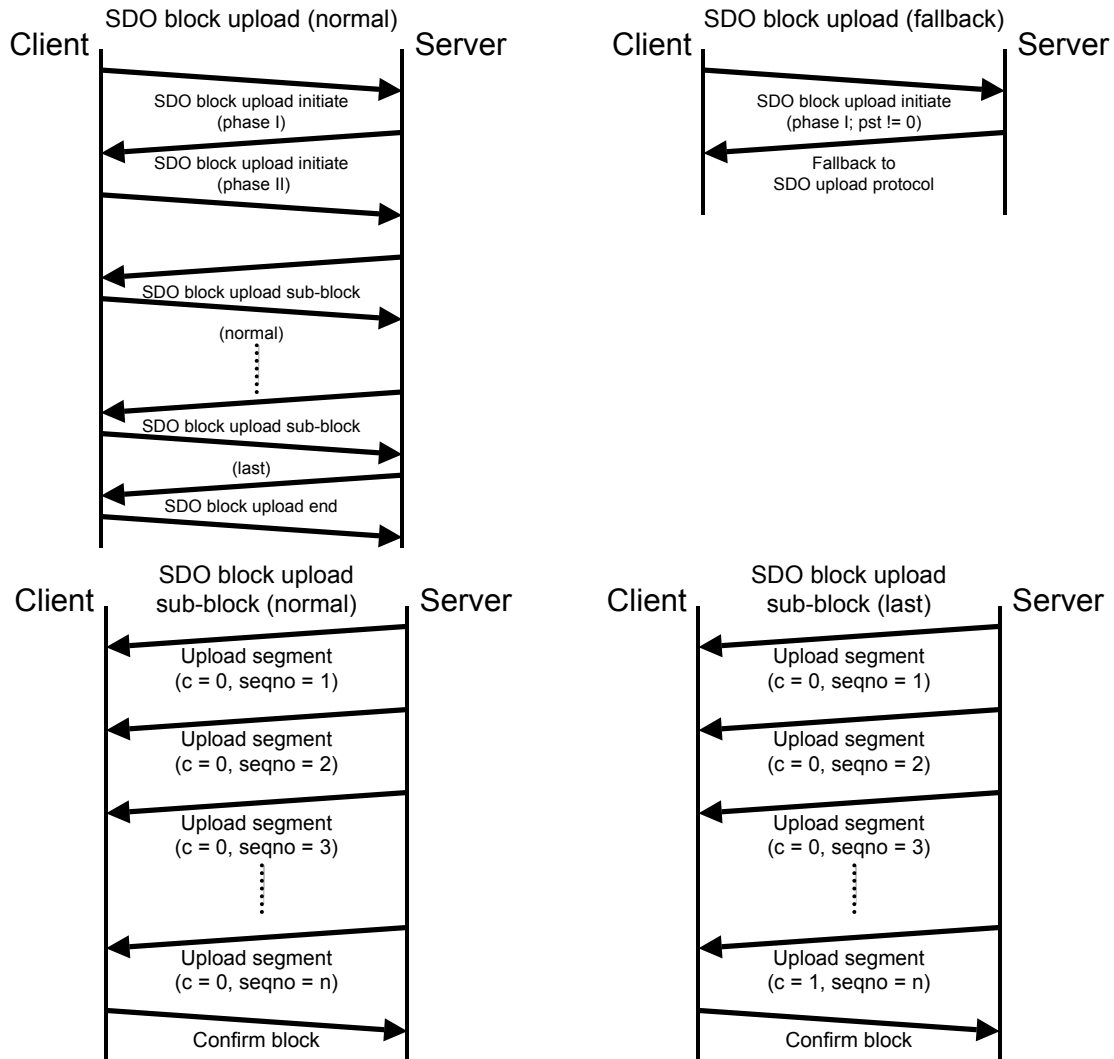 SDO block upload (normal)
Client
Server
SDO block upload initiate
(phase I)
SDO block upload initiate
(phase II)
SDO block upload sub-block
(normal)
SDO block upload sub-block
(last)
SDO block upload end
SDO block upload (fallback)
Client
Server
SDO block upload initiate
(phase I; pst != 0)
Fallback to
SDO upload protocol
SDO block upload
sub-block (normal)
Client
Server
Upload segment
(c = 0, seqno = 1)
Upload segment
(c = 0, seqno = 2)
Upload segment
(c = 0, seqno = 3)
Upload segment
(c = 0, seqno = n)
Confirm block
SDO block upload
sub-block (last)
Client
Server
Upload segment
(c = 0, seqno = 1)
Upload segment
(c = 0, seqno = 2)
Upload segment
(c = 0, seqno = 3)
Upload segment
(c = 1, seqno = n)
Confirm block